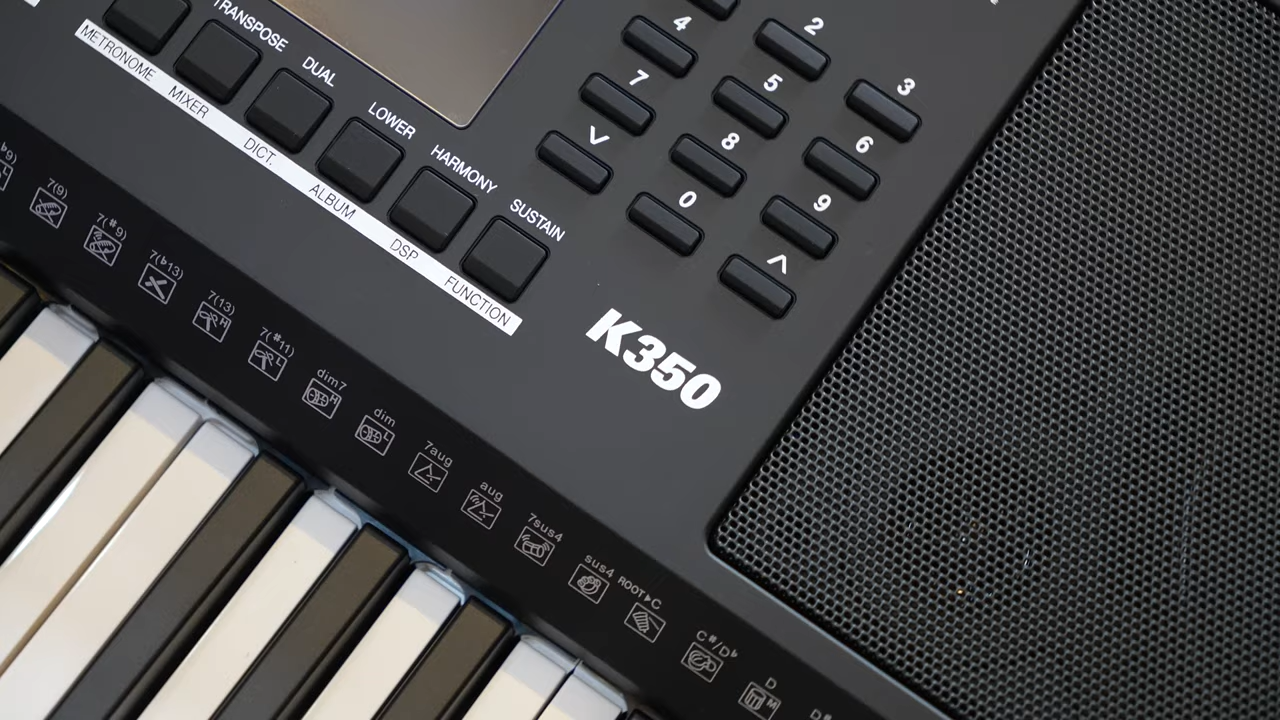 TRANSPOSE
DUAL
LOWER
HARMONY
SUSTAIN
METRONOME
MIXER
DICT.
ALBUM
DSP
FUNCTION
2
3
4
5
6
7
8
9
0
K350
7(9)
7(#9)
7(♭13)
7(13)
7(#11)
dim7
dim
7aug
aug
7sus4
sus4
ROOT▶C
C#/D♭
D